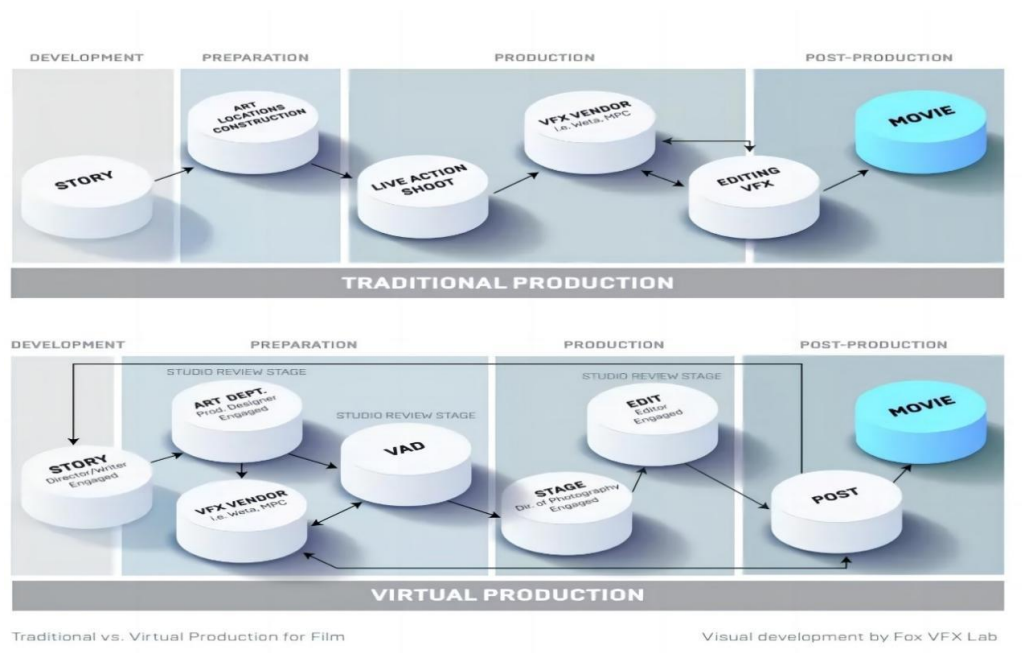 DEVELOPMENT
PREPARATION
PRODUCTION
POST-PRODUCTION
STORY
ART
LOCATIONS
CONSTRUCTION
LIVE ACTION
SHOOT
VFX VENDOR
i.e. Weta, MPC
EDITING
VFX
MOVIE
TRADITIONAL PRODUCTION
DEVELOPMENT
PREPARATION
PRODUCTION
POST-PRODUCTION
STUDIO REVIEW STAGE
STUDIO REVIEW STAGE
STUDIO REVIEW STAGE
STORY
Director/Writer
Engaged
ART DEPT.
Prod. Designer
Engaged
VFX VENDOR
i.e. Weta, MPC
VAD
STAGE
Dir. of Photography
Engaged
EDIT
Editor
Engaged
POST
MOVIE
VIRTUAL PRODUCTION
Traditional vs. Virtual Production for Film
Visual development by Fox VFX Lab